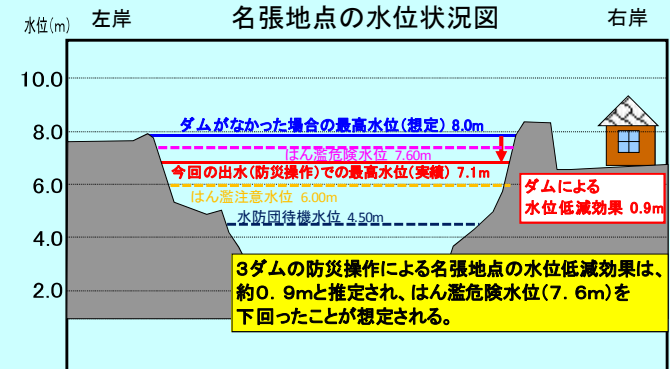 名張地点の水位状況図
水位(m)
左岸
右岸
10.0
8.0
6.0
4.0
2.0
ダムがなかった場合の最高水位(想定) 8.0m
はん濫危険水位 7.60m
今回の出水(防災操作)での最高水位(実績) 7.1m
はん濫注意水位 6.00m
水防団待機水位 4.50m
ダムによる
水位低減効果 0.9m
3ダムの防災操作による名張地点の水位低減効果は、
約0.9mと推定され、はん濫危険水位(7.6m)を
下回ったことが想定される。